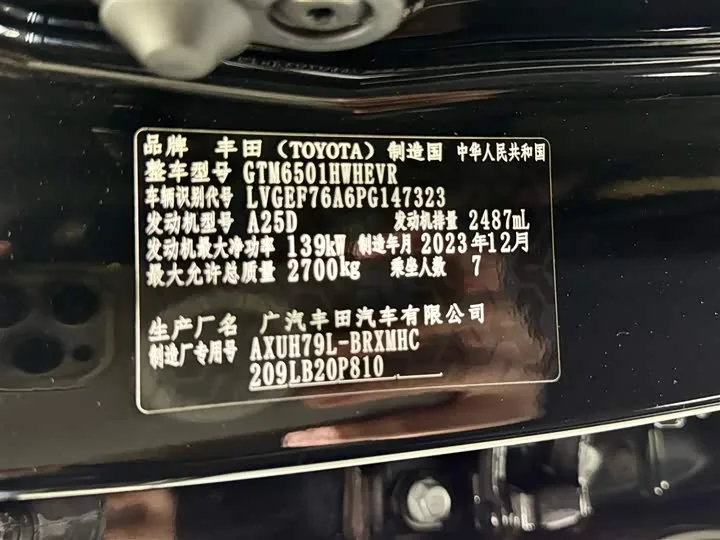 品牌 丰田（TOYOTA）制造国 中华人民共和国
整车型号 GTM6501HWHEVR
车辆识别代号 LVGEF76A6PG147323
发动机型号 A25D 发动机排量 2487mL
发动机最大净功率 139kW 制造年月 2023年12月
最大允许总质量 2700kg 乘坐人数 7
生产厂名 广汽丰田汽车有限公司
制造厂专用号 AXUH79L-BRXMHC
209LB20P810